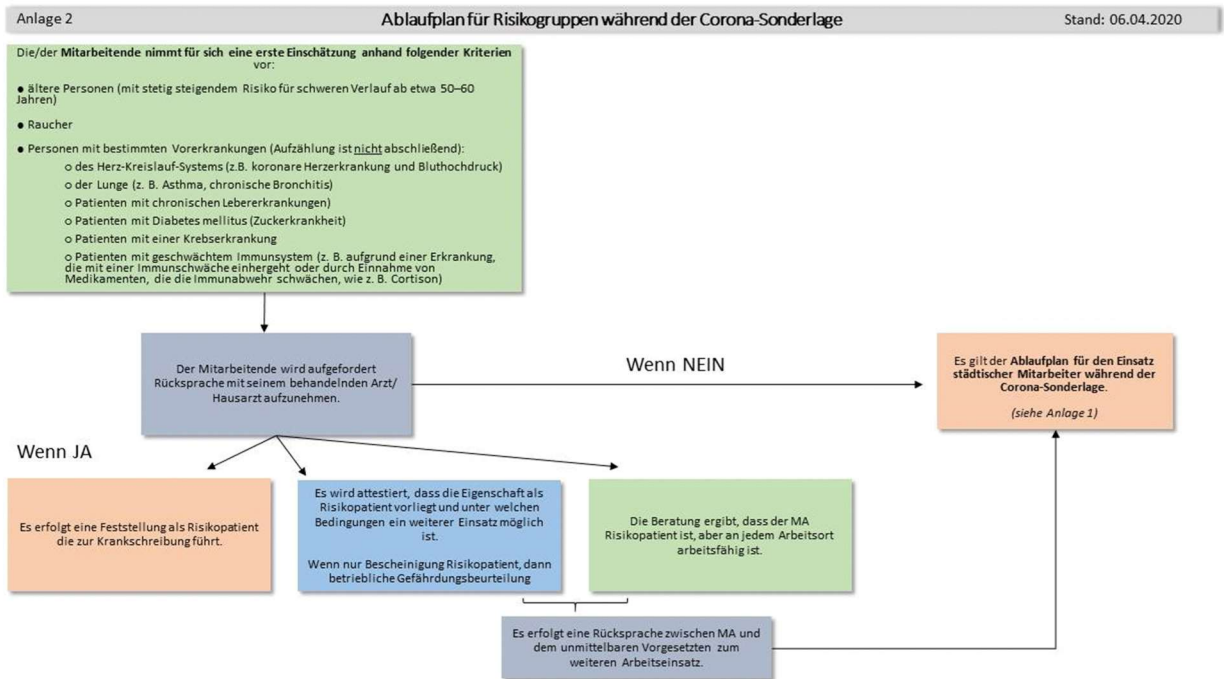 Anlage 2
Ablaufplan für Risikogruppen während der Corona-Sonderlage
Stand: 06.04.2020
Die/der Mitarbeitende nimmt für sich eine erste Einschätzung anhand folgender Kriterien
vor:
● ältere Personen (mit stetig steigendem Risiko für schweren Verlauf ab etwa 50–60
Jahren)
● Raucher
● Personen mit bestimmten Vorerkrankungen (Aufzählung ist nicht abschließend):
o des Herz-Kreislauf-Systems (z.B. koronare Herzerkrankung und Bluthochdruck)
o der Lunge (z. B. Asthma, chronische Bronchitis)
o Patienten mit chronischen Lebererkrankungen)
o Patienten mit Diabetes mellitus (Zuckerkrankheit)
o Patienten mit einer Krebserkrankung
o Patienten mit geschwächtem Immunsystem (z. B. aufgrund einer Erkrankung,
die mit einer Immunschwäche einhergeht oder durch Einnahme von
Medikamenten, die die Immunabwehr schwächen, wie z. B. Cortison)
Der Mitarbeitende wird aufgefordert
Rücksprache mit seinem behandelnden Arzt/
Hausarzt aufzunehmen.
Wenn NEIN
Es gilt der Ablaufplan für den Einsatz
städtischer Mitarbeiter während der
Corona-Sonderlage.
(siehe Anlage 1)
Wenn JA
Es erfolgt eine Feststellung als Risikopatient
die zur Krankschreibung führt.
Es wird attestiert, dass die Eigenschaft als
Risikopatient vorliegt und unter welchen
Bedingungen ein weiterer Einsatz möglich
ist.
Wenn nur Bescheinigung Risikopatient, dann
betriebliche Gefährdungsbeurteilung
Die Beratung ergibt, dass der MA
Risikopatient ist, aber an jedem Arbeitsort
arbeitsfähig ist.
Es erfolgt eine Rücksprache zwischen MA und
dem unmittelbaren Vorgesetzten zum
weiteren Arbeitseinsatz.